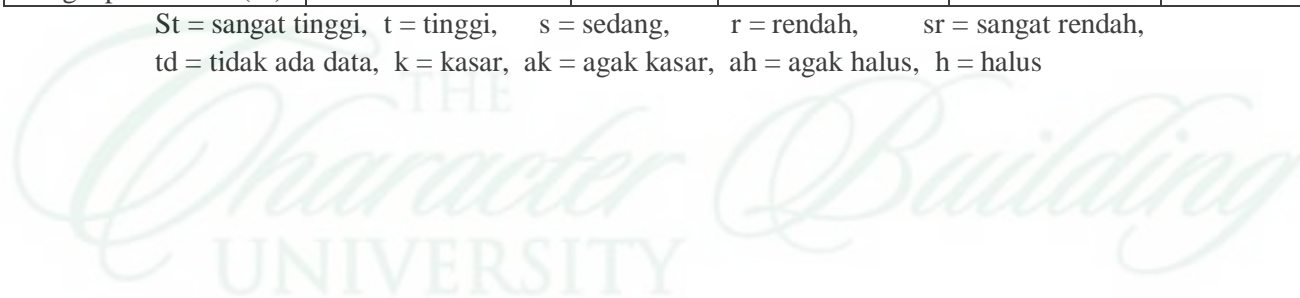 St = sangat tinggi, t = tinggi, s = sedang, r = rendah, sr = sangat rendah,
td = tidak ada data, k = kasar, ak = agak kasar, ah = agak halus, h = halus
THE
Character Building
UNIVERSITY